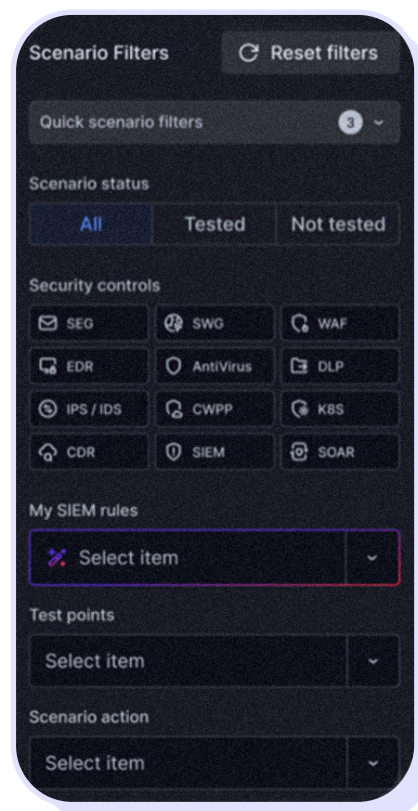 Scenario Filters Reset filters
Quick scenario filters 3
Scenario status
All Tested Not tested
Security controls
SEG SWG WAF
EDR AntiVirus DLP
IPS / IDS CWPP K8S
CDR SIEM SOAR
My SIEM rules
Select item
Test points
Select item
Scenario action
Select item